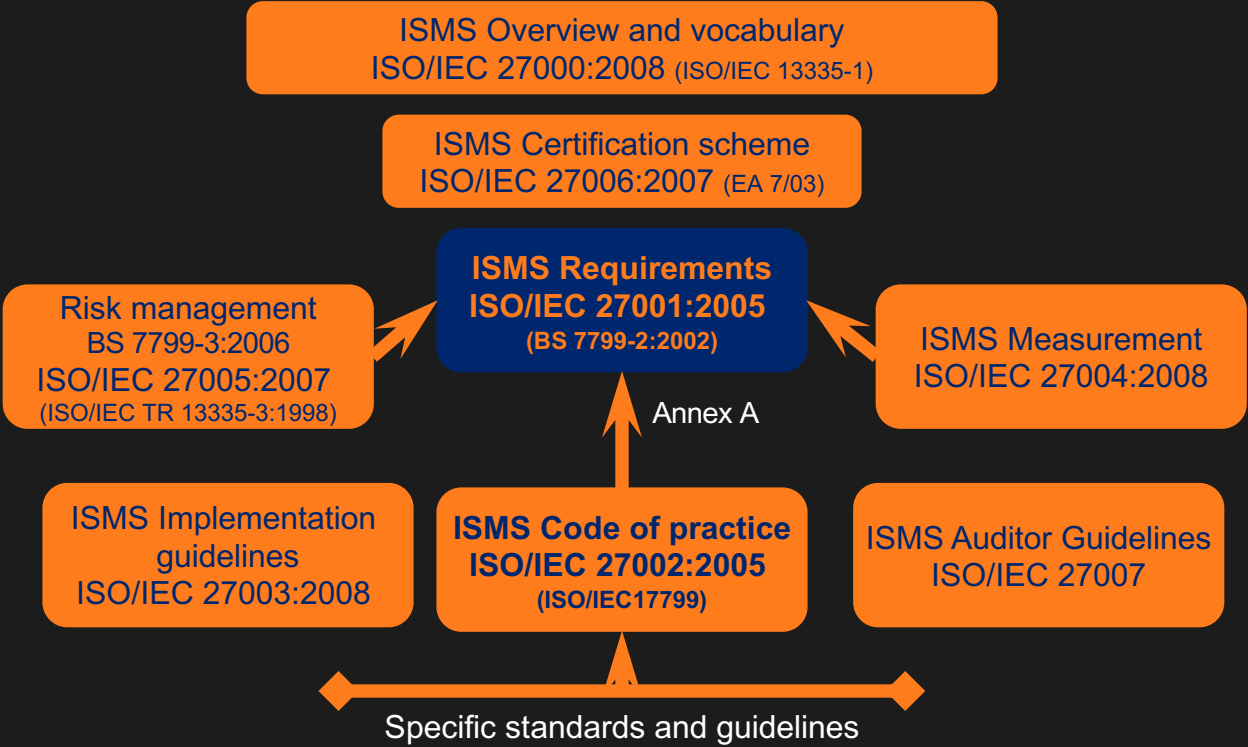 ISMS Overview and vocabulary
ISO/IEC 27000:2008 (ISO/IEC 13335-1)
ISMS Certification scheme
ISO/IEC 27006:2007 (EA 7/03)
ISMS Requirements
ISO/IEC 27001:2005
(BS 7799-2:2002)
Risk management
BS 7799-3:2006
ISO/IEC 27005:2007
(ISO/IEC TR 13335-3:1998)
ISMS Measurement
ISO/IEC 27004:2008
Annex A
ISMS Implementation
guidelines
ISO/IEC 27003:2008
ISMS Code of practice
ISO/IEC 27002:2005
(ISO/IEC17799)
ISMS Auditor Guidelines
ISO/IEC 27007
Specific standards and guidelines